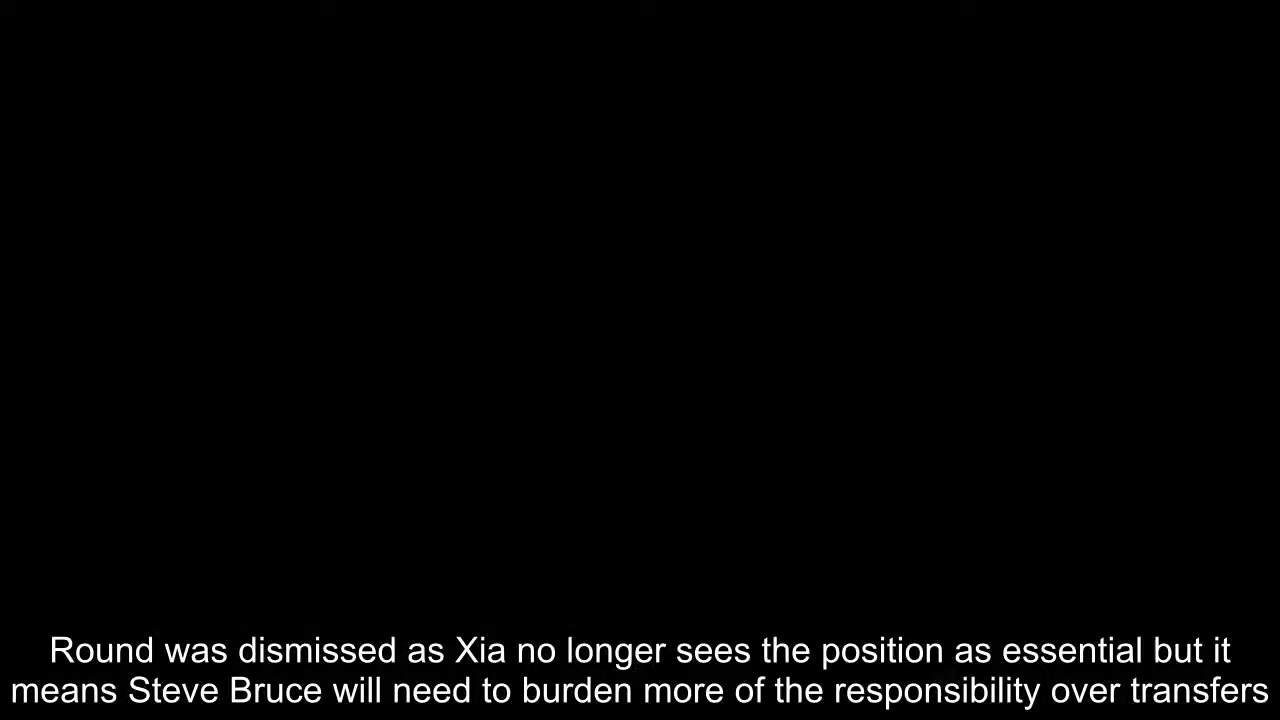 Round was dismissed as Xia no longer sees the position as essential but it
means Steve Bruce will need to burden more of the responsibility over transfers